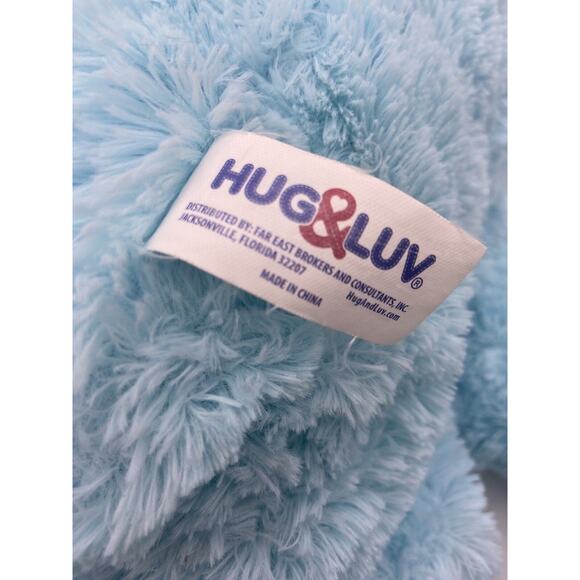 HUG&LUV®
DISTRIBUTED BY: FAR EAST BROKERS AND CONSULTANTS, INC.
JACKSONVILLE, FLORIDA 32207
HugAndLuv.com
MADE IN CHINA